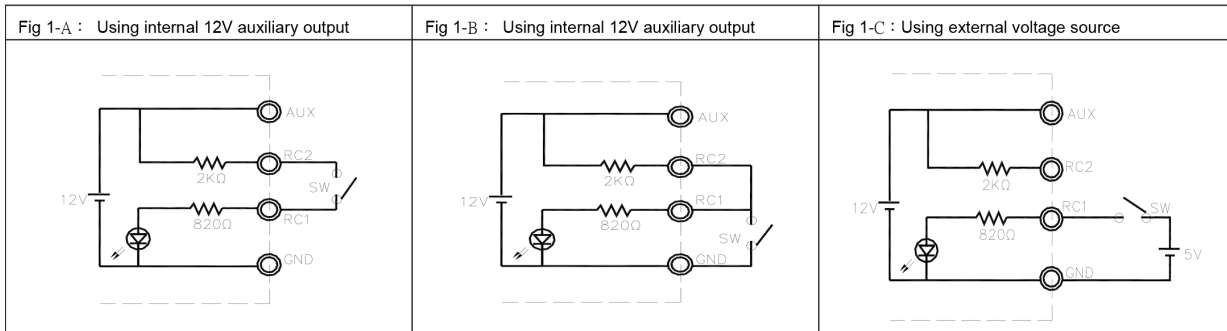 Fig 1-A： Using internal 12V auxiliary output
AUX
RC2
2KΩ
SW
12V
RC1
820Ω
GND
Fig 1-B： Using internal 12V auxiliary output
AUX
RC2
2KΩ
12V
RC1
820Ω
SW
GND
Fig 1-C：Using external voltage source
AUX
RC2
2KΩ
12V
RC1
SW
820Ω
5V
GND